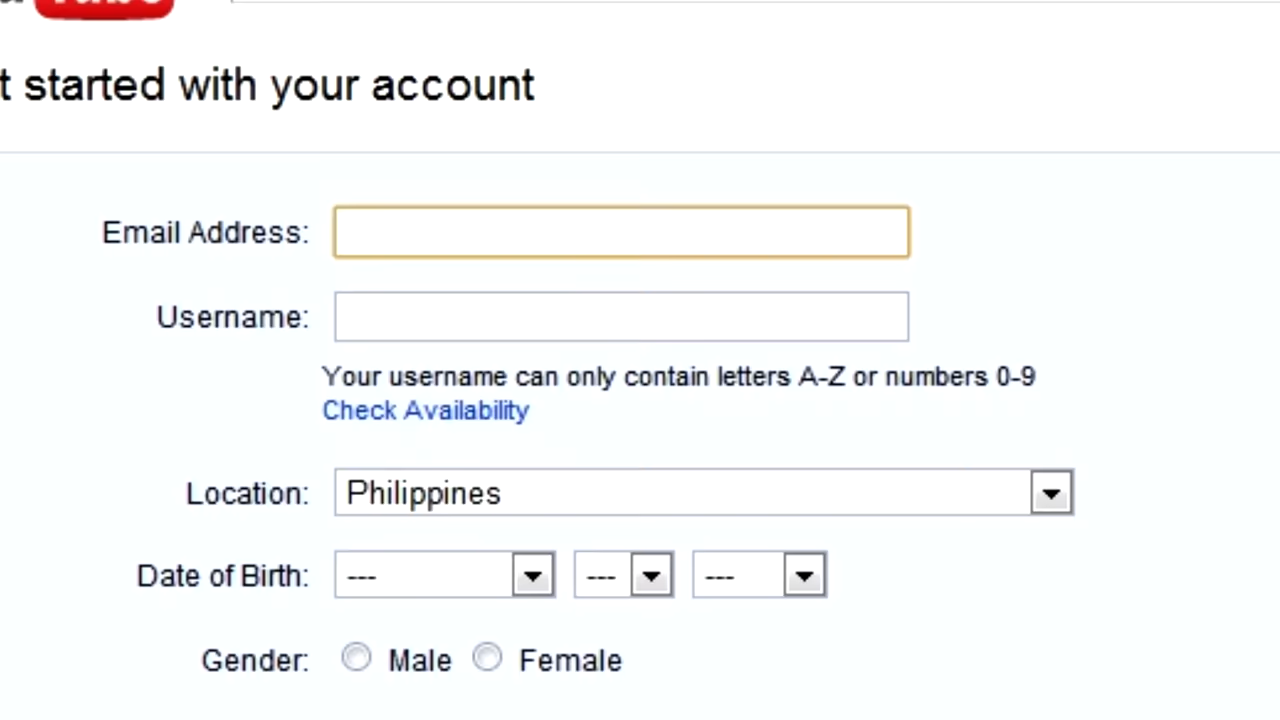 t started with your account
Email Address:
Username:
Your username can only contain letters A-Z or numbers 0-9
Check Availability
Location: Philippines
Date of Birth: --- --- ---
Gender: Male Female